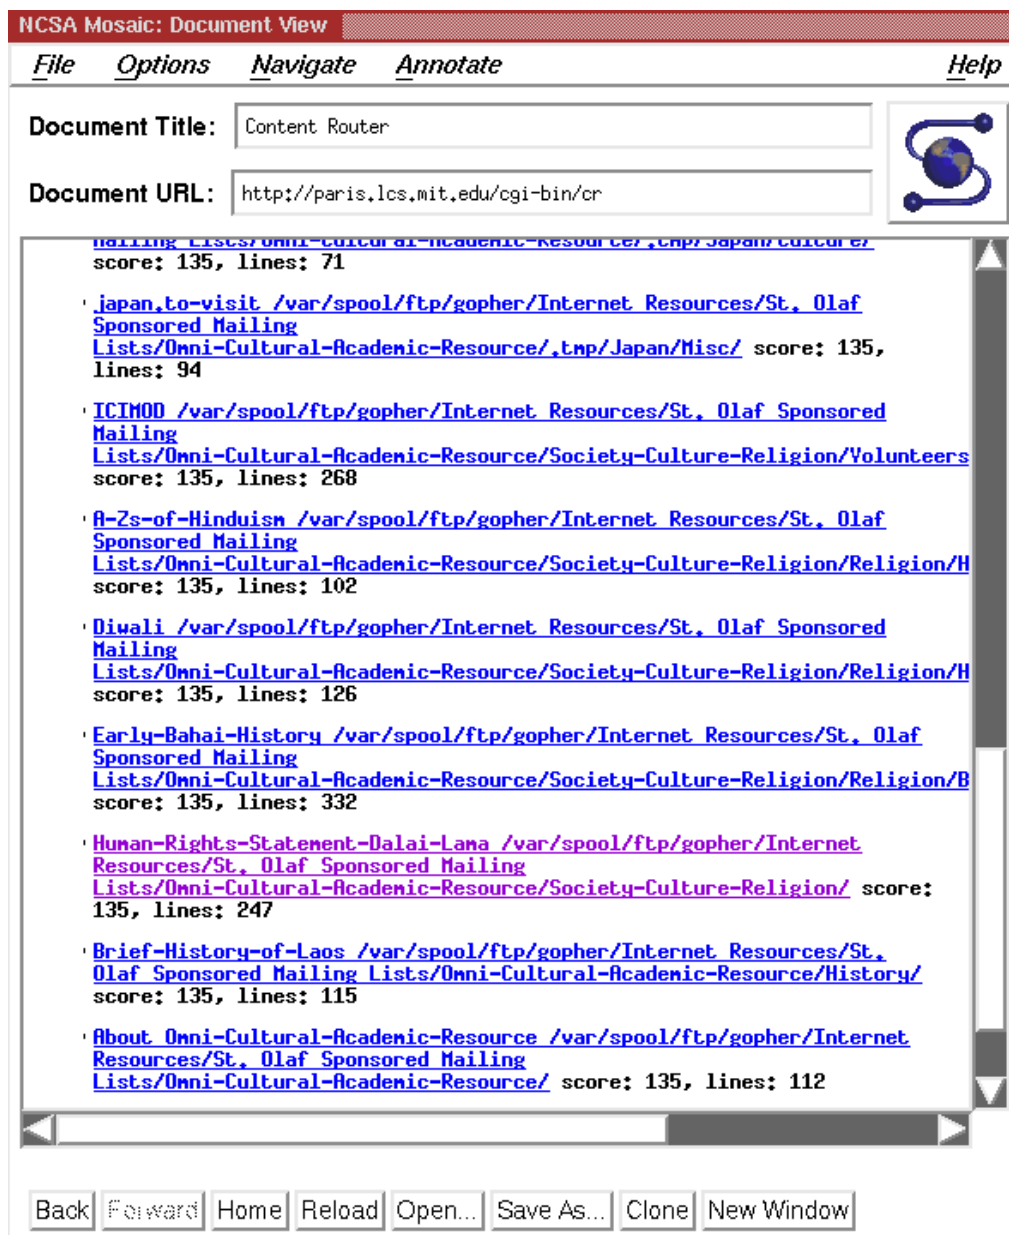 NCSA Mosaic: Document View
File Options Navigate Annotate Help
Document Title: Content Router
Document URL: http://paris.lcs.mit.edu/cgi-bin/cr
Mailing Lists/Omni-Cultural-Academic-Resource/.tmp/Japan/Culture/
score: 135, lines: 71
japan.to-visit /var/spool/ftp/gopher/Internet Resources/St. Olaf
Sponsored Mailing
Lists/Omni-Cultural-Academic-Resource/.tmp/Japan/Misc/ score: 135,
lines: 94
ICIMOD /var/spool/ftp/gopher/Internet Resources/St. Olaf Sponsored
Mailing
Lists/Omni-Cultural-Academic-Resource/Society-Culture-Religion/Volunteers
score: 135, lines: 268
A-Zs-of-Hinduism /var/spool/ftp/gopher/Internet Resources/St. Olaf
Sponsored Mailing
Lists/Omni-Cultural-Academic-Resource/Society-Culture-Religion/Religion/H
score: 135, lines: 102
Diwali /var/spool/ftp/gopher/Internet Resources/St. Olaf Sponsored
Mailing
Lists/Omni-Cultural-Academic-Resource/Society-Culture-Religion/Religion/H
score: 135, lines: 126
Early-Bahai-History /var/spool/ftp/gopher/Internet Resources/St. Olaf
Sponsored Mailing
Lists/Omni-Cultural-Academic-Resource/Society-Culture-Religion/Religion/B
score: 135, lines: 332
Human-Rights-Statement-Dalai-Lama /var/spool/ftp/gopher/Internet
Resources/St. Olaf Sponsored Mailing
Lists/Omni-Cultural-Academic-Resource/Society-Culture-Religion/ score:
135, lines: 247
Brief-History-of-Laos /var/spool/ftp/gopher/Internet Resources/St.
Olaf Sponsored Mailing Lists/Omni-Cultural-Academic-Resource/History/
score: 135, lines: 115
About Omni-Cultural-Academic-Resource /var/spool/ftp/gopher/Internet
Resources/St. Olaf Sponsored Mailing
Lists/Omni-Cultural-Academic-Resource/ score: 135, lines: 112
Back Forward Home Reload Open... Save As... Clone New Window